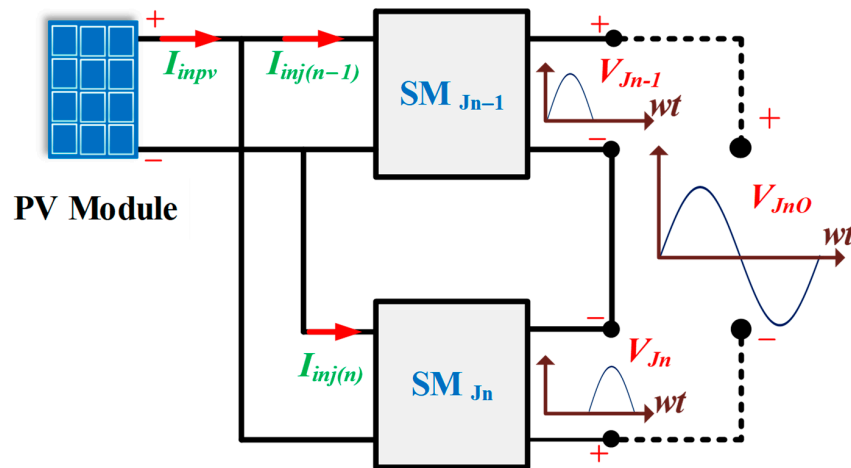 +
I_inpv
I_inj(n−1)
−
PV Module
SM Jn−1
+
V_Jn-1
wt
−
+
V_JnO
wt
−
I_inj(n)
SM Jn
−
V_Jn
wt
+